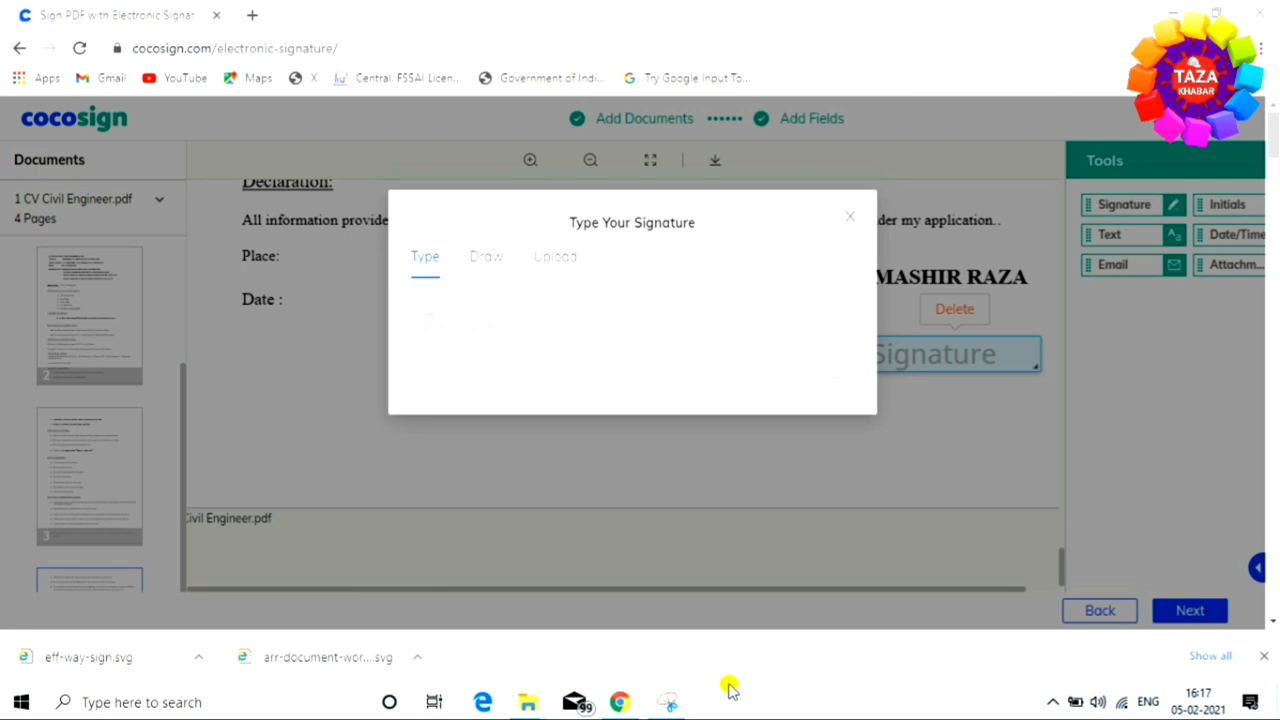 Sign PDF with Electronic Signat
cocosign.com/electronic-signature/
Apps Gmail YouTube Maps X Central. FSSAI Licen... Government of Indi... Try Google Input To...
TAZA
KHABAR
cocosign
Add Documents Add Fields
Documents
Tools
1 CV Civil Engineer.pdf
4 Pages
Declaration:
All information provide
der my application..
Place:
Date :
MASHIR RAZA
Delete
Signature
Type Your Signature
Type Draw Upload
Signature Initials
Text Date/Time
Email Attachm...
2
3
Civil Engineer.pdf
Back Next
eff-way-sign.svg arr-document-wor....svg Show all
Type here to search
99
ENG
16:17
05-02-2021